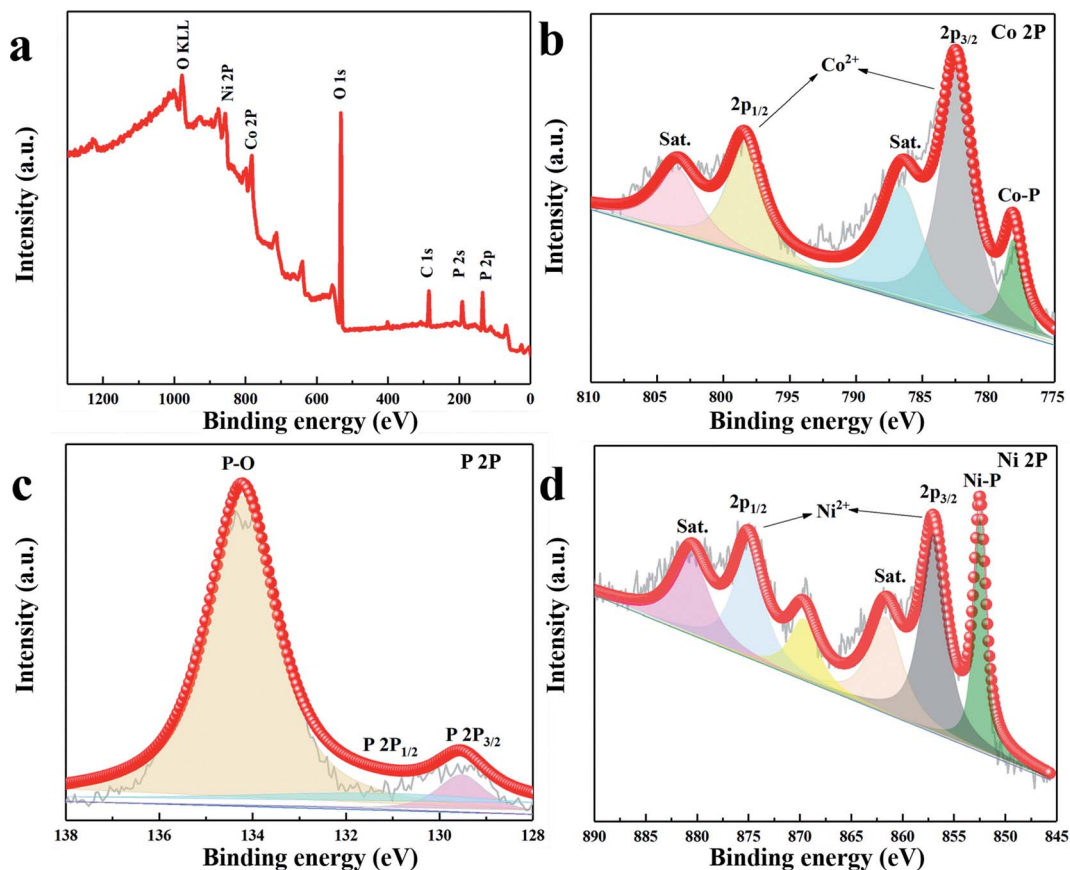 a
O KLL
Ni 2P
Co 2P
O 1s
C 1s
P 2s
P 2p
Intensity (a.u.)
1200 1000 800 600 400 200 0
Binding energy (eV)
b
Co 2P
2p3/2
Co2+
2p1/2
Sat.
Sat.
Co-P
Intensity (a.u.)
810 805 800 795 790 785 780 775
Binding energy (eV)
c
P-O
P 2P
P 2P1/2
P 2P3/2
Intensity (a.u.)
138 136 134 132 130 128
Binding energy (eV)
d
Ni 2P
Ni-P
2p3/2
2p1/2
Ni2+
Sat.
Sat.
Intensity (a.u.)
890 885 880 875 870 865 860 855 850 845
Binding energy (eV)